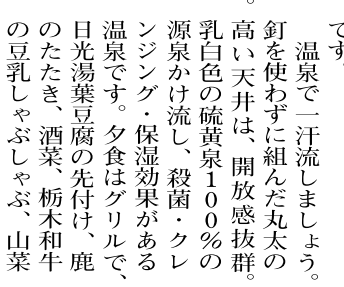 です。
　温泉で一汗流しましょう。
釘を使わずに組んだ丸太の
高い天井は、開放感抜群。
乳白色の硫黄泉100%の
源泉かけ流し、殺菌・クレ
ンジング・保湿効果がある
温泉です。夕食はグリルで、
日光湯葉豆腐の先付け、鹿
のたたき、酒菜、栃木和牛
の豆乳しゃぶしゃぶ、山菜